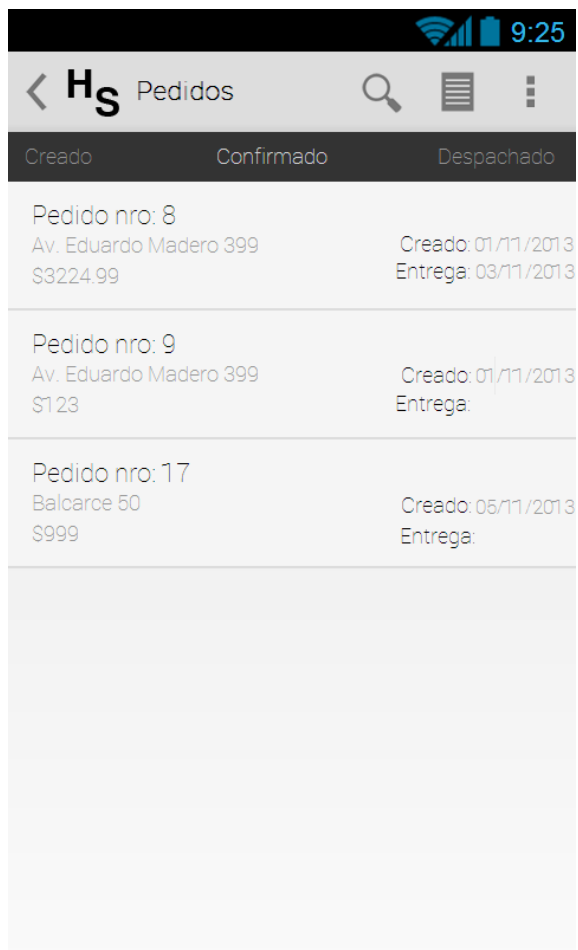 9:25
HS Pedidos
Creado Confirmado Despachado
Pedido nro: 8
Av. Eduardo Madero 399
Creado: 01/11/2013
$3224.99
Entrega: 03/11/2013
Pedido nro: 9
Av. Eduardo Madero 399
Creado: 01/11/2013
$123
Entrega:
Pedido nro: 17
Balcarce 50
Creado: 05/11/2013
$999
Entrega: